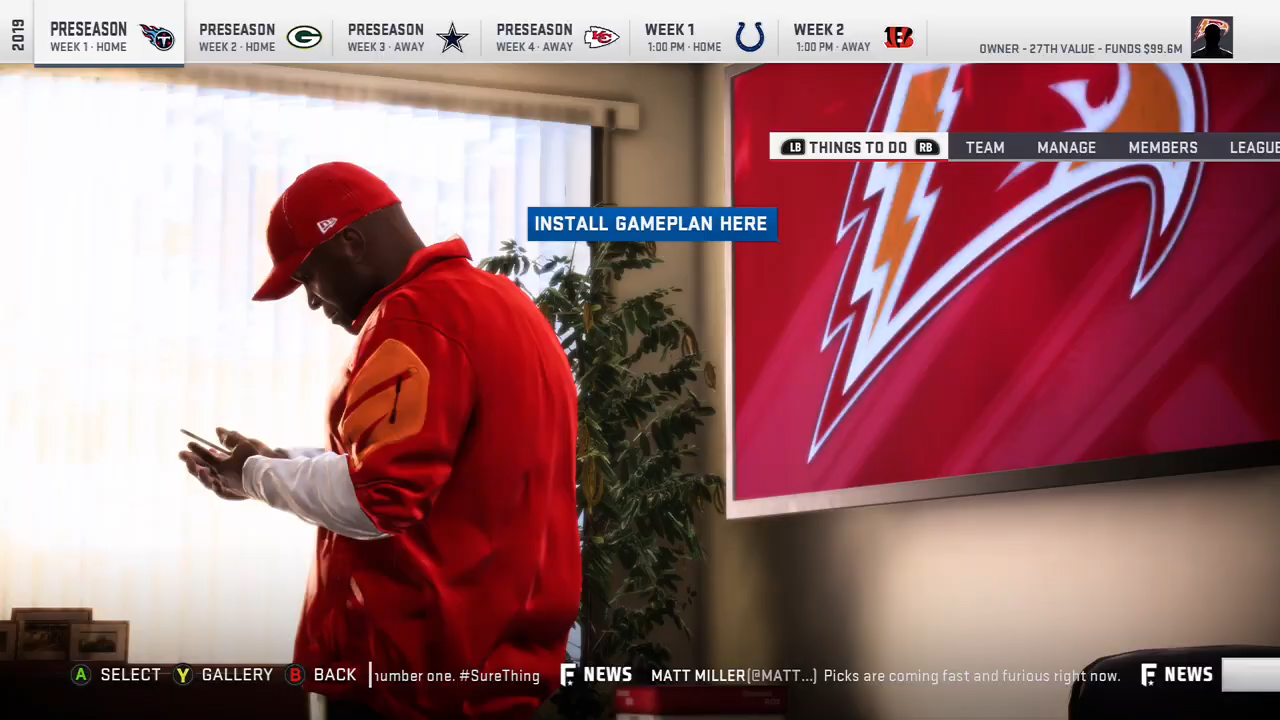 2019
PRESEASON
WEEK 1 · HOME
PRESEASON
WEEK 2 · HOME
PRESEASON
WEEK 3 · AWAY
PRESEASON
WEEK 4 · AWAY
WEEK 1
1:00 PM · HOME
WEEK 2
1:00 PM · AWAY
OWNER - 27TH VALUE - FUNDS $99.6M
LB THINGS TO DO RB
TEAM
MANAGE
MEMBERS
LEAGUE
INSTALL GAMEPLAN HERE
A SELECT Y GALLERY B BACK
number one. #SureThing
NEWS
MATT MILLER(@MATT...) Picks are coming fast and furious right now.
NEWS